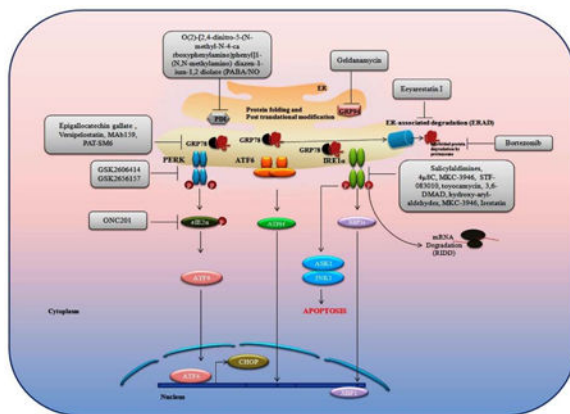 O(2)-[2,4-dinitro-5-(N-
methyl-N-4-ca
rboxyphenylamino)phenyl]1-
(N,N-methylamino) diazen-1-
ium-1,2-diolate (PABA/NO
Geldanamycin
ER
Eeyarestatin I
Protein folding and
Post translational modification
PDI
GRP94
ER-associated degradation (ERAD)
Epigallocatechin gallate ,
Versipelostatin, MAb159,
PAT-SM6
GRP78
GRP78
GRP78
Bortezomib
PERK
ATF6
IRE1α
GSK2606414
GSK2656157
Salicylaldimines,
4μ8C, MKC-3946, STF-
083010, toyocamycin, 3,6-
DMAD, hydroxy-aryl-
aldehydes, MKC-3946, Irestatin
ONC201
eIF2α
ATF6
XBP1s
mRNA
Degradation
(RIDD)
ASK1
JNK1
ATF4
APOPTOSIS
Cytoplasm
CHOP
ATF4
Nucleus
XBP1